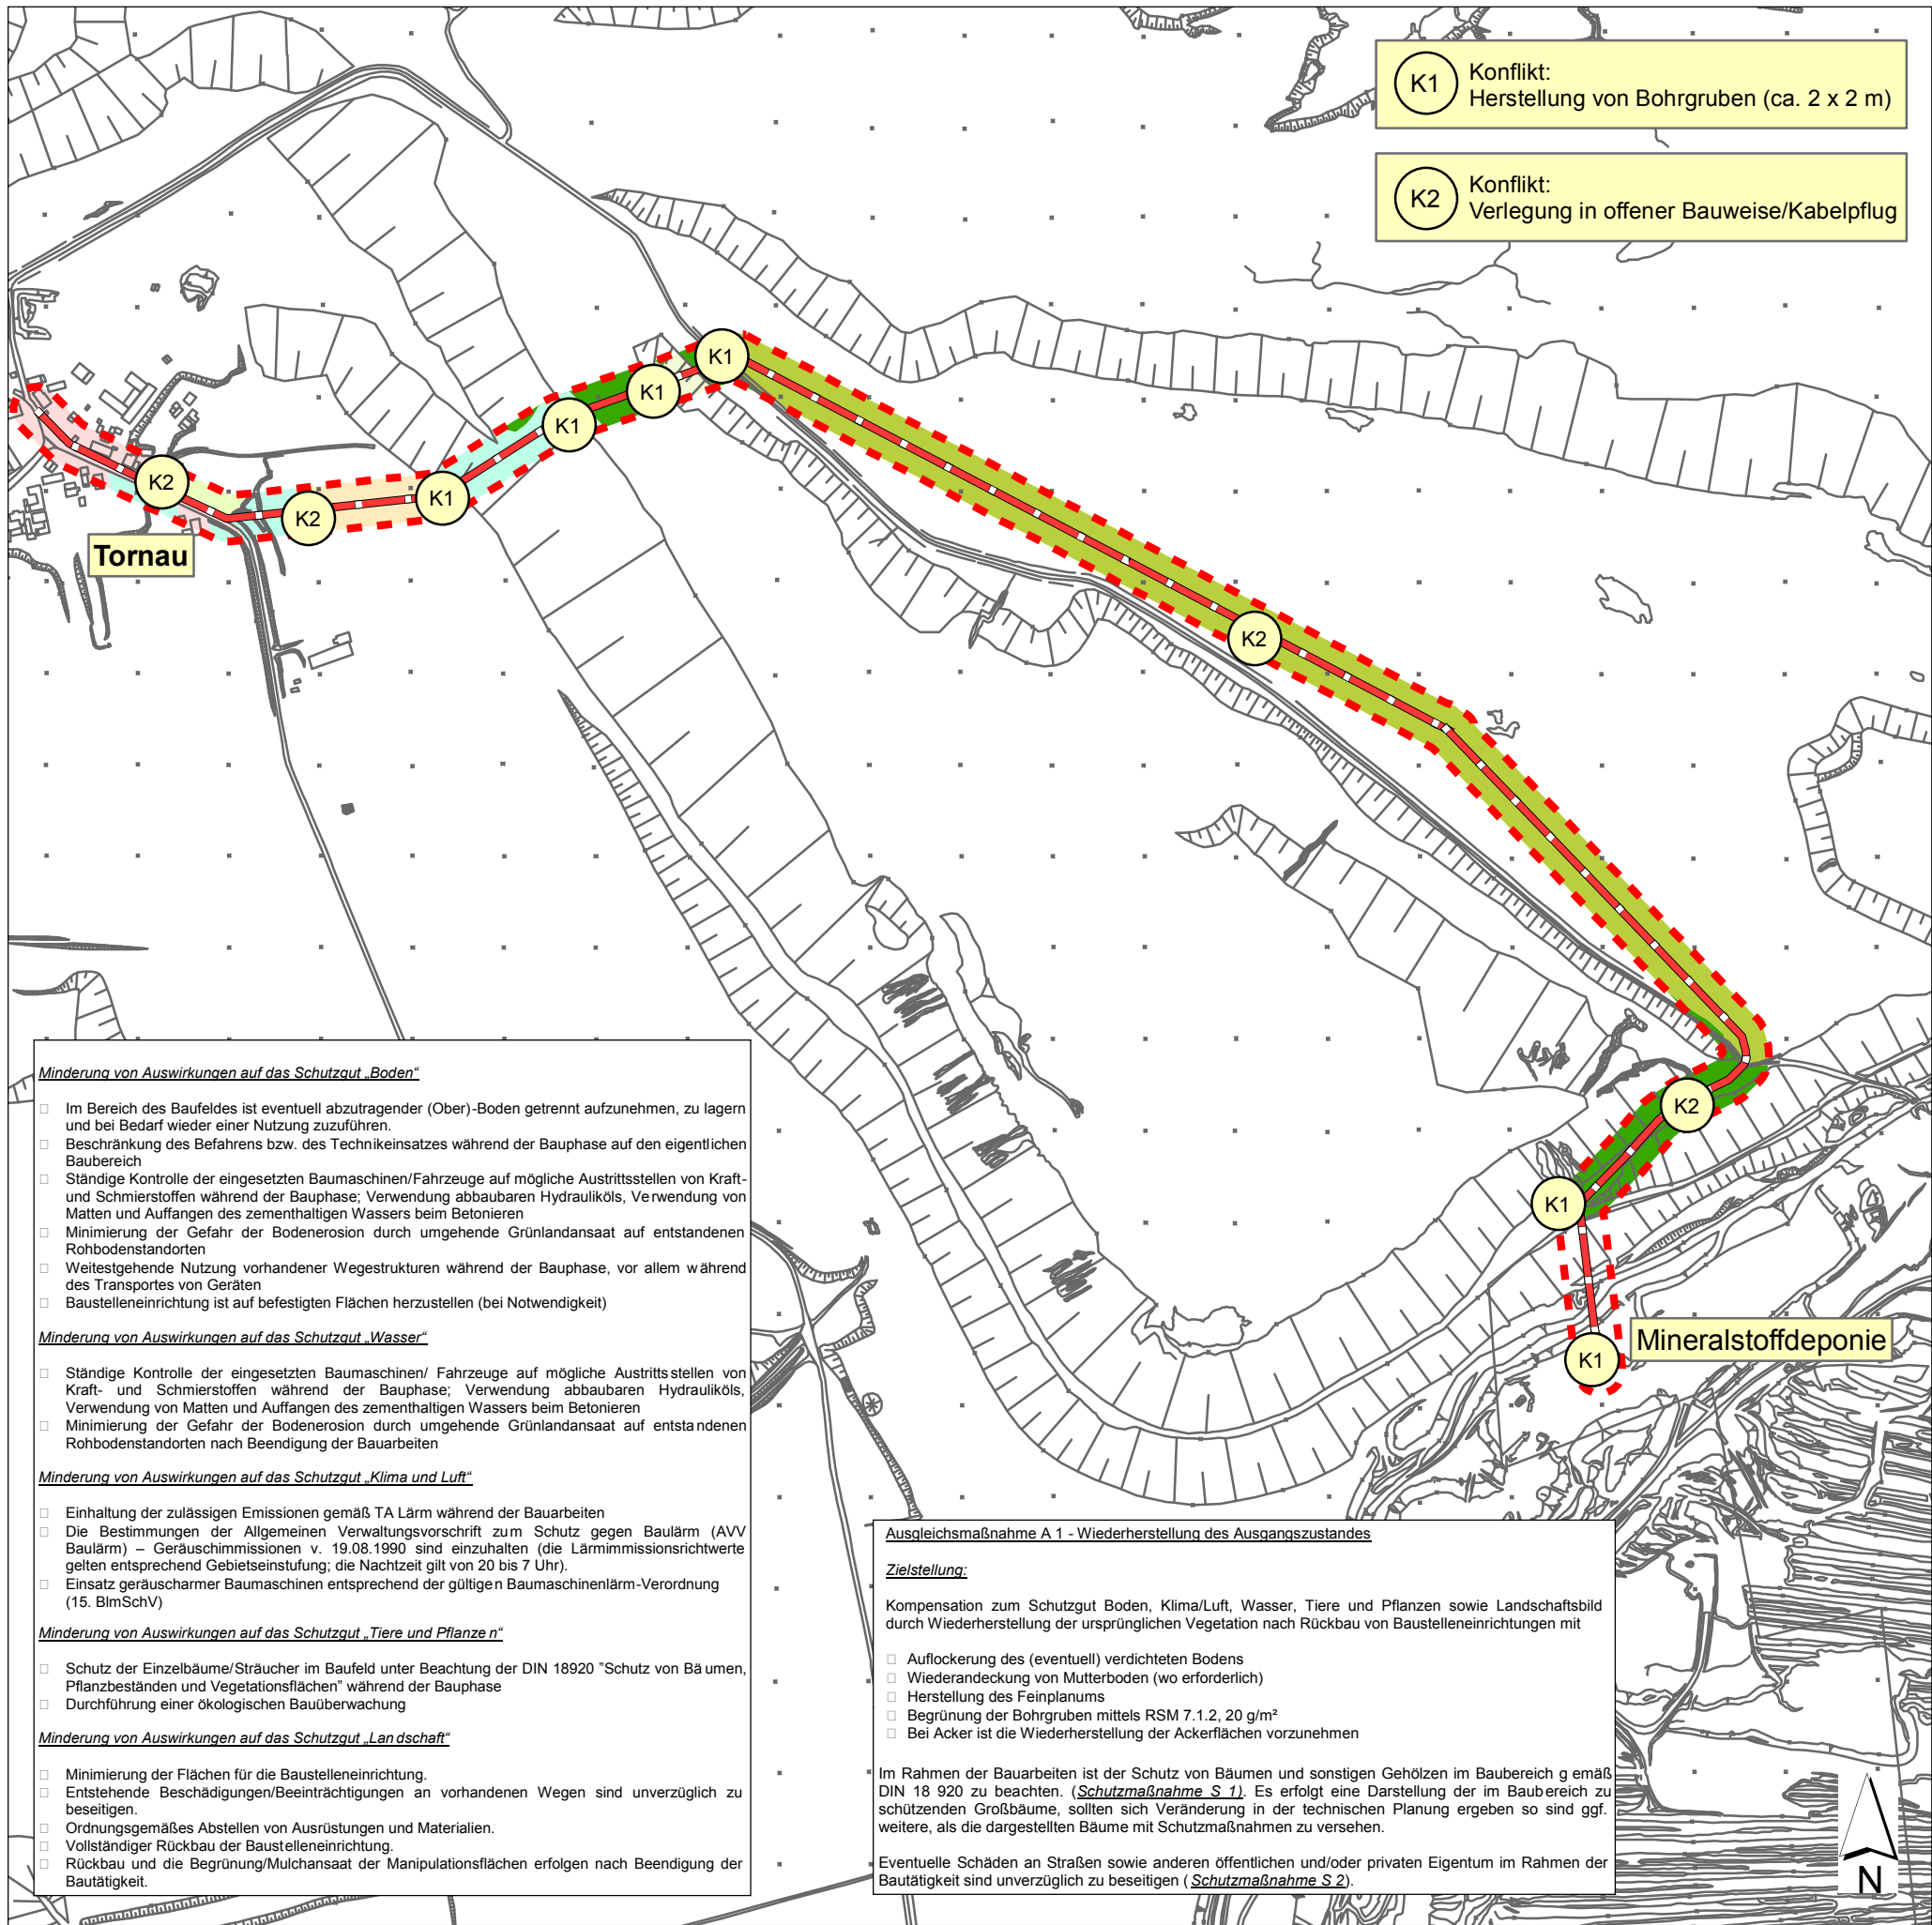 K1
Konflikt:
Herstellung von Bohrgruben (ca. 2 x 2 m)
K2
Konflikt:
Verlegung in offener Bauweise/Kabelpflug
K1
K1
K1
K2
K1
K2
Tornau
K2
K2
K1
K1
Mineralstoffdeponie
Minderung von Auswirkungen auf das Schutzgut „Boden“
Im Bereich des Baufeldes ist eventuell abzutragender (Ober)-Boden getrennt aufzunehmen, zu lagern
und bei Bedarf wieder einer Nutzung zuzuführen.
Beschränkung des Befahrens bzw. des Technikeinsatzes während der Bauphase auf den eigentlichen
Baubereich
Ständige Kontrolle der eingesetzten Baumaschinen/Fahrzeuge auf mögliche Austrittsstellen von Kraft-
und Schmierstoffen während der Bauphase; Verwendung abbaubaren Hydrauliköls, Verwendung von
Matten und Auffangen des zementhaltigen Wassers beim Betonieren
Minimierung der Gefahr der Bodenerosion durch umgehende Grünlandansaat auf entstandenen
Rohbodenstandorten
Weitestgehende Nutzung vorhandener Wegestrukturen während der Bauphase, vor allem während
des Transportes von Geräten
Baustelleneinrichtung ist auf befestigten Flächen herzustellen (bei Notwendigkeit)
Minderung von Auswirkungen auf das Schutzgut „Wasser“
Ständige Kontrolle der eingesetzten Baumaschinen/ Fahrzeuge auf mögliche Austrittsstellen von
Kraft- und Schmierstoffen während der Bauphase; Verwendung abbaubaren Hydrauliköls,
Verwendung von Matten und Auffangen des zementhaltigen Wassers beim Betonieren
Minimierung der Gefahr der Bodenerosion durch umgehende Grünlandansaat auf entstandenen
Rohbodenstandorten nach Beendigung der Bauarbeiten
Minderung von Auswirkungen auf das Schutzgut „Klima und Luft“
Einhaltung der zulässigen Emissionen gemäß TA Lärm während der Bauarbeiten
Die Bestimmungen der Allgemeinen Verwaltungsvorschrift zum Schutz gegen Baulärm (AVV
Baulärm) – Geräuschimmissionen v. 19.08.1990 sind einzuhalten (die Lärmimmissionsrichtwerte
gelten entsprechend Gebietseinstufung; die Nachtzeit gilt von 20 bis 7 Uhr).
Einsatz geräuscharmer Baumaschinen entsprechend der gültigen Baumaschinenlärm-Verordnung
(15. BImSchV)
Minderung von Auswirkungen auf das Schutzgut „Tiere und Pflanzen“
Schutz der Einzelbäume/Sträucher im Baufeld unter Beachtung der DIN 18920 "Schutz von Bäumen,
Pflanzbeständen und Vegetationsflächen” während der Bauphase
Durchführung einer ökologischen Bauüberwachung
Minderung von Auswirkungen auf das Schutzgut „Landschaft“
Minimierung der Flächen für die Baustelleneinrichtung.
Entstehende Beschädigungen/Beeinträchtigungen an vorhandenen Wegen sind unverzüglich zu
beseitigen.
Ordnungsgemäßes Abstellen von Ausrüstungen und Materialien.
Vollständiger Rückbau der Baustelleneinrichtung.
Rückbau und die Begrünung/Mulchansaat der Manipulationsflächen erfolgen nach Beendigung der
Bautätigkeit.
Ausgleichsmaßnahme A 1 - Wiederherstellung des Ausgangszustandes
Zielstellung:
Kompensation zum Schutzgut Boden, Klima/Luft, Wasser, Tiere und Pflanzen sowie Landschaftsbild
durch Wiederherstellung der ursprünglichen Vegetation nach Rückbau von Baustelleneinrichtungen mit
Auflockerung des (eventuell) verdichteten Bodens
Wiederandeckung von Mutterboden (wo erforderlich)
Herstellung des Feinplanums
Begrünung der Bohrgruben mittels RSM 7.1.2, 20 g/m²
Bei Acker ist die Wiederherstellung der Ackerflächen vorzunehmen
Im Rahmen der Bauarbeiten ist der Schutz von Bäumen und sonstigen Gehölzen im Baubereich gemäß
DIN 18 920 zu beachten. (Schutzmaßnahme S 1). Es erfolgt eine Darstellung der im Baubereich zu
schützenden Großbäume, sollten sich Veränderung in der technischen Planung ergeben so sind ggf.
weitere, als die dargestellten Bäume mit Schutzmaßnahmen zu versehen.
Eventuelle Schäden an Straßen sowie anderen öffentlichen und/oder privaten Eigentum im Rahmen der
Bautätigkeit sind unverzüglich zu beseitigen (Schutzmaßnahme S 2).
N